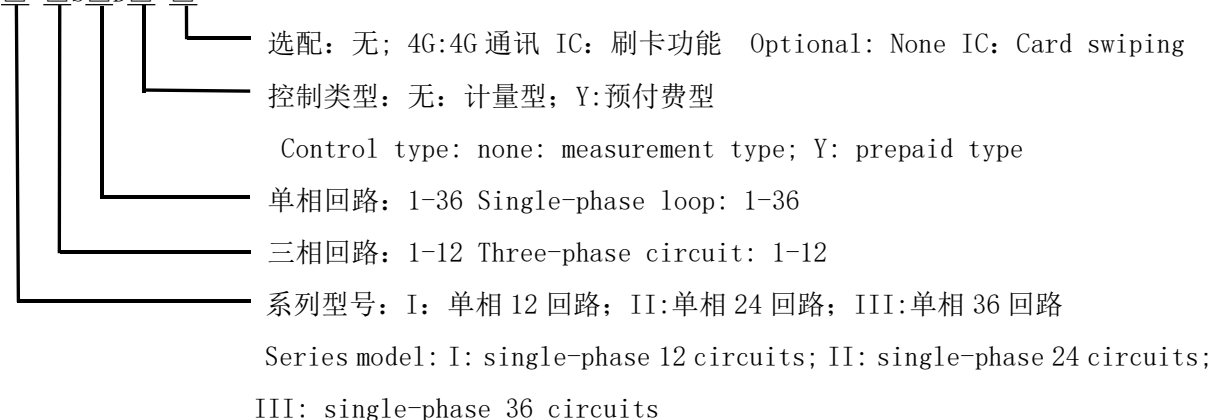 选配：无; 4G:4G 通讯 IC：刷卡功能 Optional: None IC：Card swiping
控制类型：无：计量型；Y:预付费型
Control type: none: measurement type; Y: prepaid type
单相回路：1-36 Single-phase loop: 1-36
三相回路：1-12 Three-phase circuit: 1-12
系列型号：I：单相 12 回路；II:单相 24 回路；III:单相 36 回路
Series model: I: single-phase 12 circuits; II: single-phase 24 circuits;
III: single-phase 36 circuits